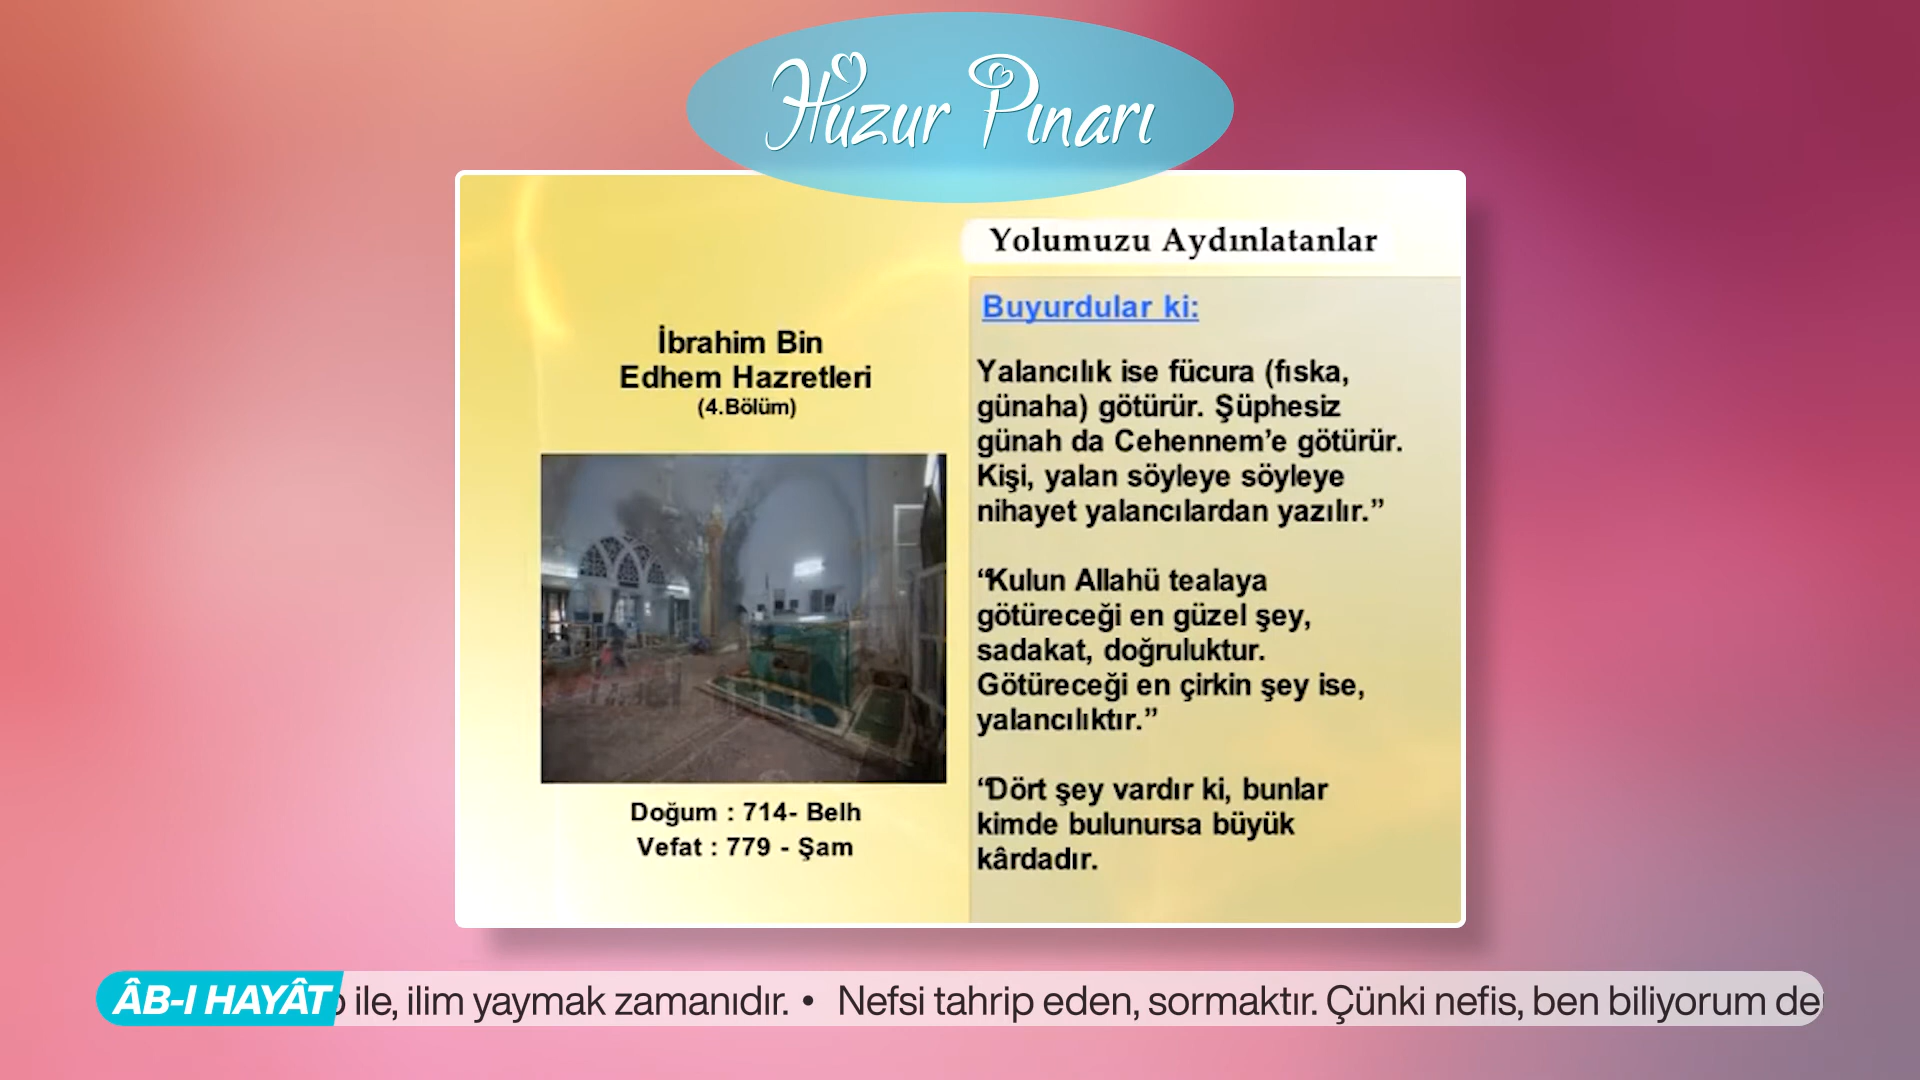 Huzur Pınarı
Yolumuzu Aydınlatanlar
İbrahim Bin
Edhem Hazretleri
(4.Bölüm)
Doğum : 714- Belh
Vefat : 779 - Şam
Buyurdular ki:
Yalancılık ise fücura (fıska,
günaha) götürür. Şüphesiz
günah da Cehennem’e götürür.
Kişi, yalan söyleye söyleye
nihayet yalancılardan yazılır.”
“Kulun Allahü tealaya
götüreceği en güzel şey,
sadakat, doğruluktur.
Götüreceği en çirkin şey ise,
yalancılıktır.”
“Dört şey vardır ki, bunlar
kimde bulunursa büyük
kârdadır.
ÂB-I HAYÂT ile, ilim yaymak zamanıdır. • Nefsi tahrip eden, sormaktır. Çünki nefis, ben biliyorum